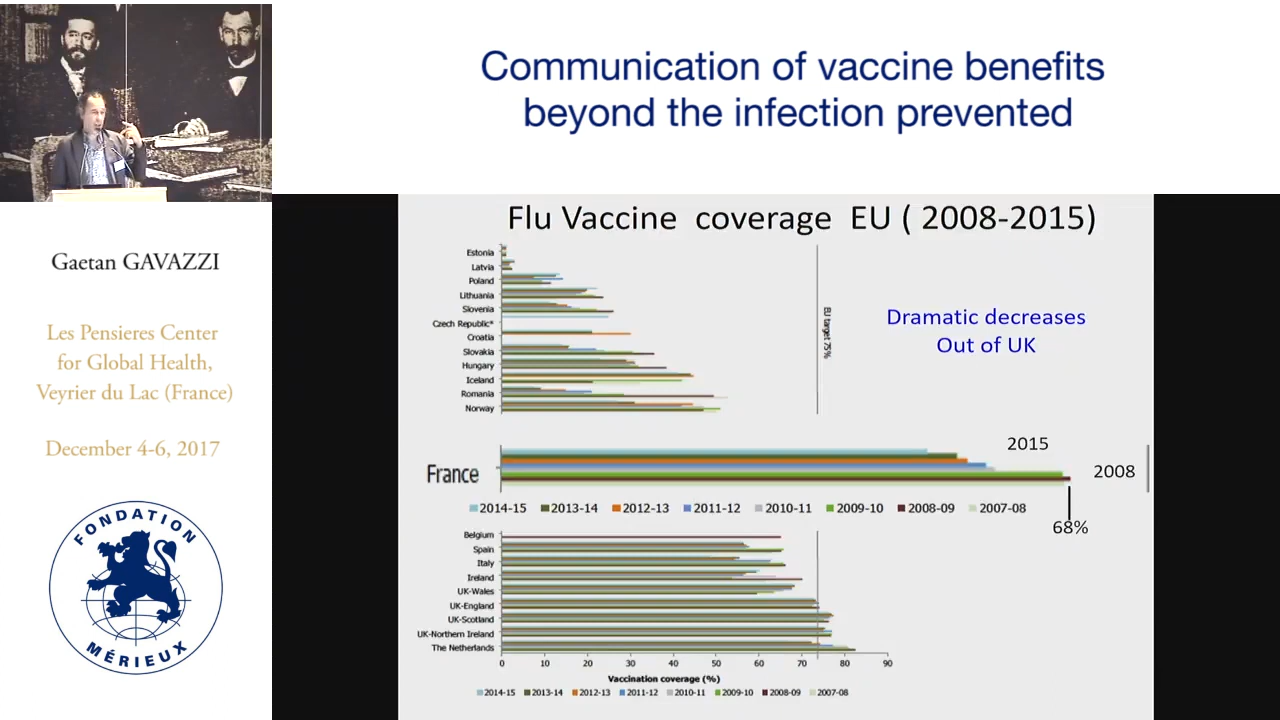 Communication of vaccine benefits
beyond the infection prevented
Gaetan GAVAZZI
Les Pensieres Center
for Global Health,
Veyrier du Lac (France)
December 4-6, 2017
FONDATION
MÉRIEUX
Flu Vaccine coverage EU ( 2008-2015)
Estonia
Latvia
Poland
Lithuania
Slovenia
Czech Republic*
Croatia
Slovakia
Hungary
Iceland
Romania
Norway
EU target 75%
Dramatic decreases
Out of UK
France
2015
2008
68%
2014-15 2013-14 2012-13 2011-12 2010-11 2009-10 2008-09 2007-08
Belgium
Spain
Italy
Ireland
UK-Wales
UK-England
UK-Scotland
UK-Northern Ireland
The Netherlands
0 10 20 30 40 50 60 70 80 90
Vaccination coverage (%)
2014-15 2013-14 2012-13 2011-12 2010-11 2009-10 2008-09 2007-08